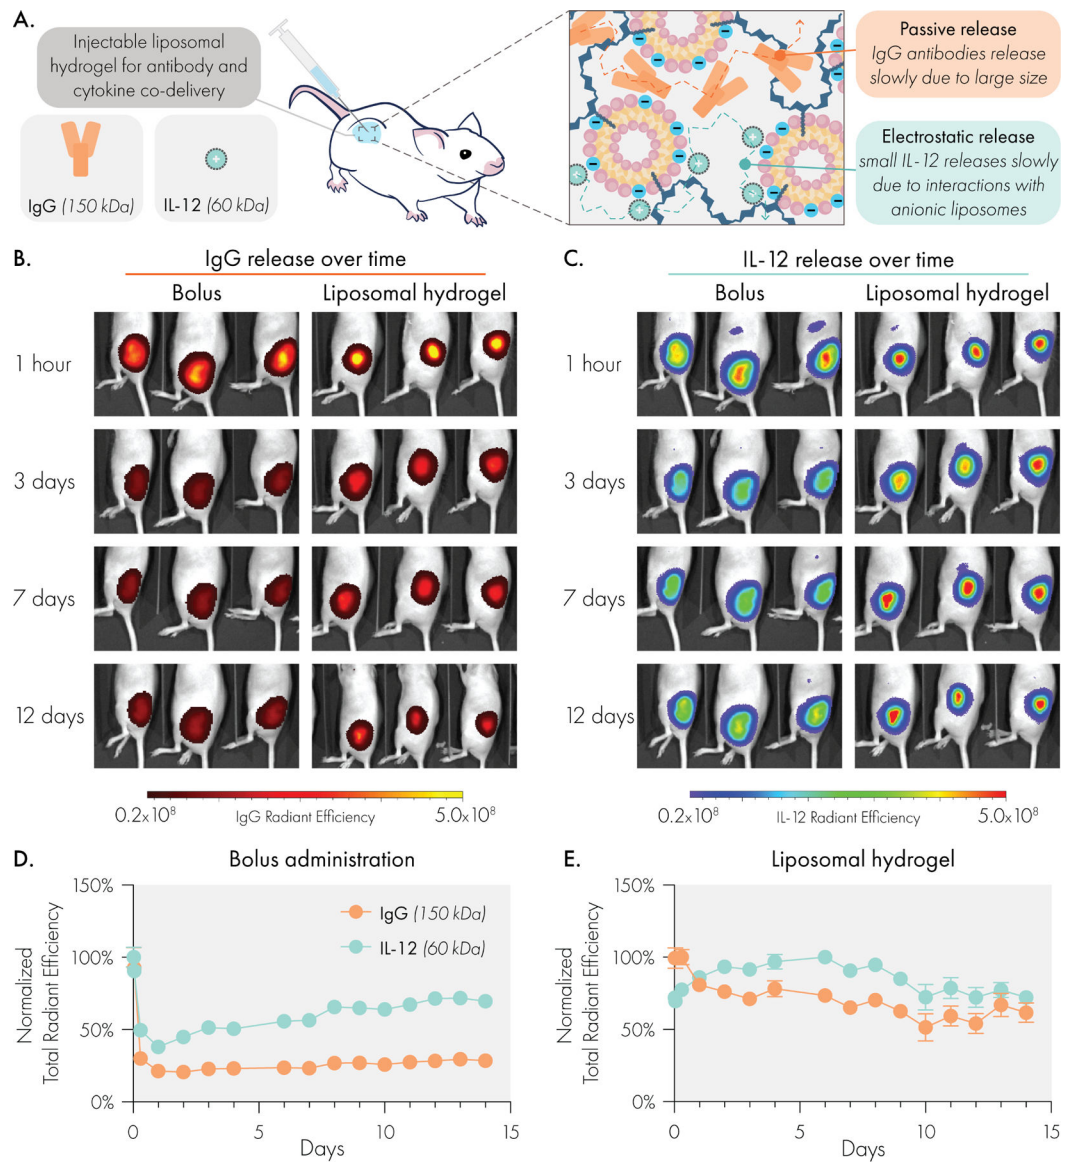 A.
Injectable liposomal
hydrogel for antibody and
cytokine co-delivery
IgG (150 kDa)
+
IL-12 (60 kDa)
Passive release
IgG antibodies release
slowly due to large size
Electrostatic release
small IL-12 releases slowly
due to interactions with
anionic liposomes
B.
IgG release over time
Bolus
Liposomal hydrogel
1 hour
3 days
7 days
12 days
0.2x10⁸
IgG Radiant Efficiency
5.0x10⁸
C.
IL-12 release over time
Bolus
Liposomal hydrogel
1 hour
3 days
7 days
12 days
0.2x10⁸
IL-12 Radiant Efficiency
5.0x10⁸
D.
Bolus administration
Normalized
Total Radiant Efficiency
150%
100%
50%
0%
IgG (150 kDa)
IL-12 (60 kDa)
0
5
10
15
Days
E.
Liposomal hydrogel
Normalized
Total Radiant Efficiency
150%
100%
50%
0%
0
5
10
15
Days